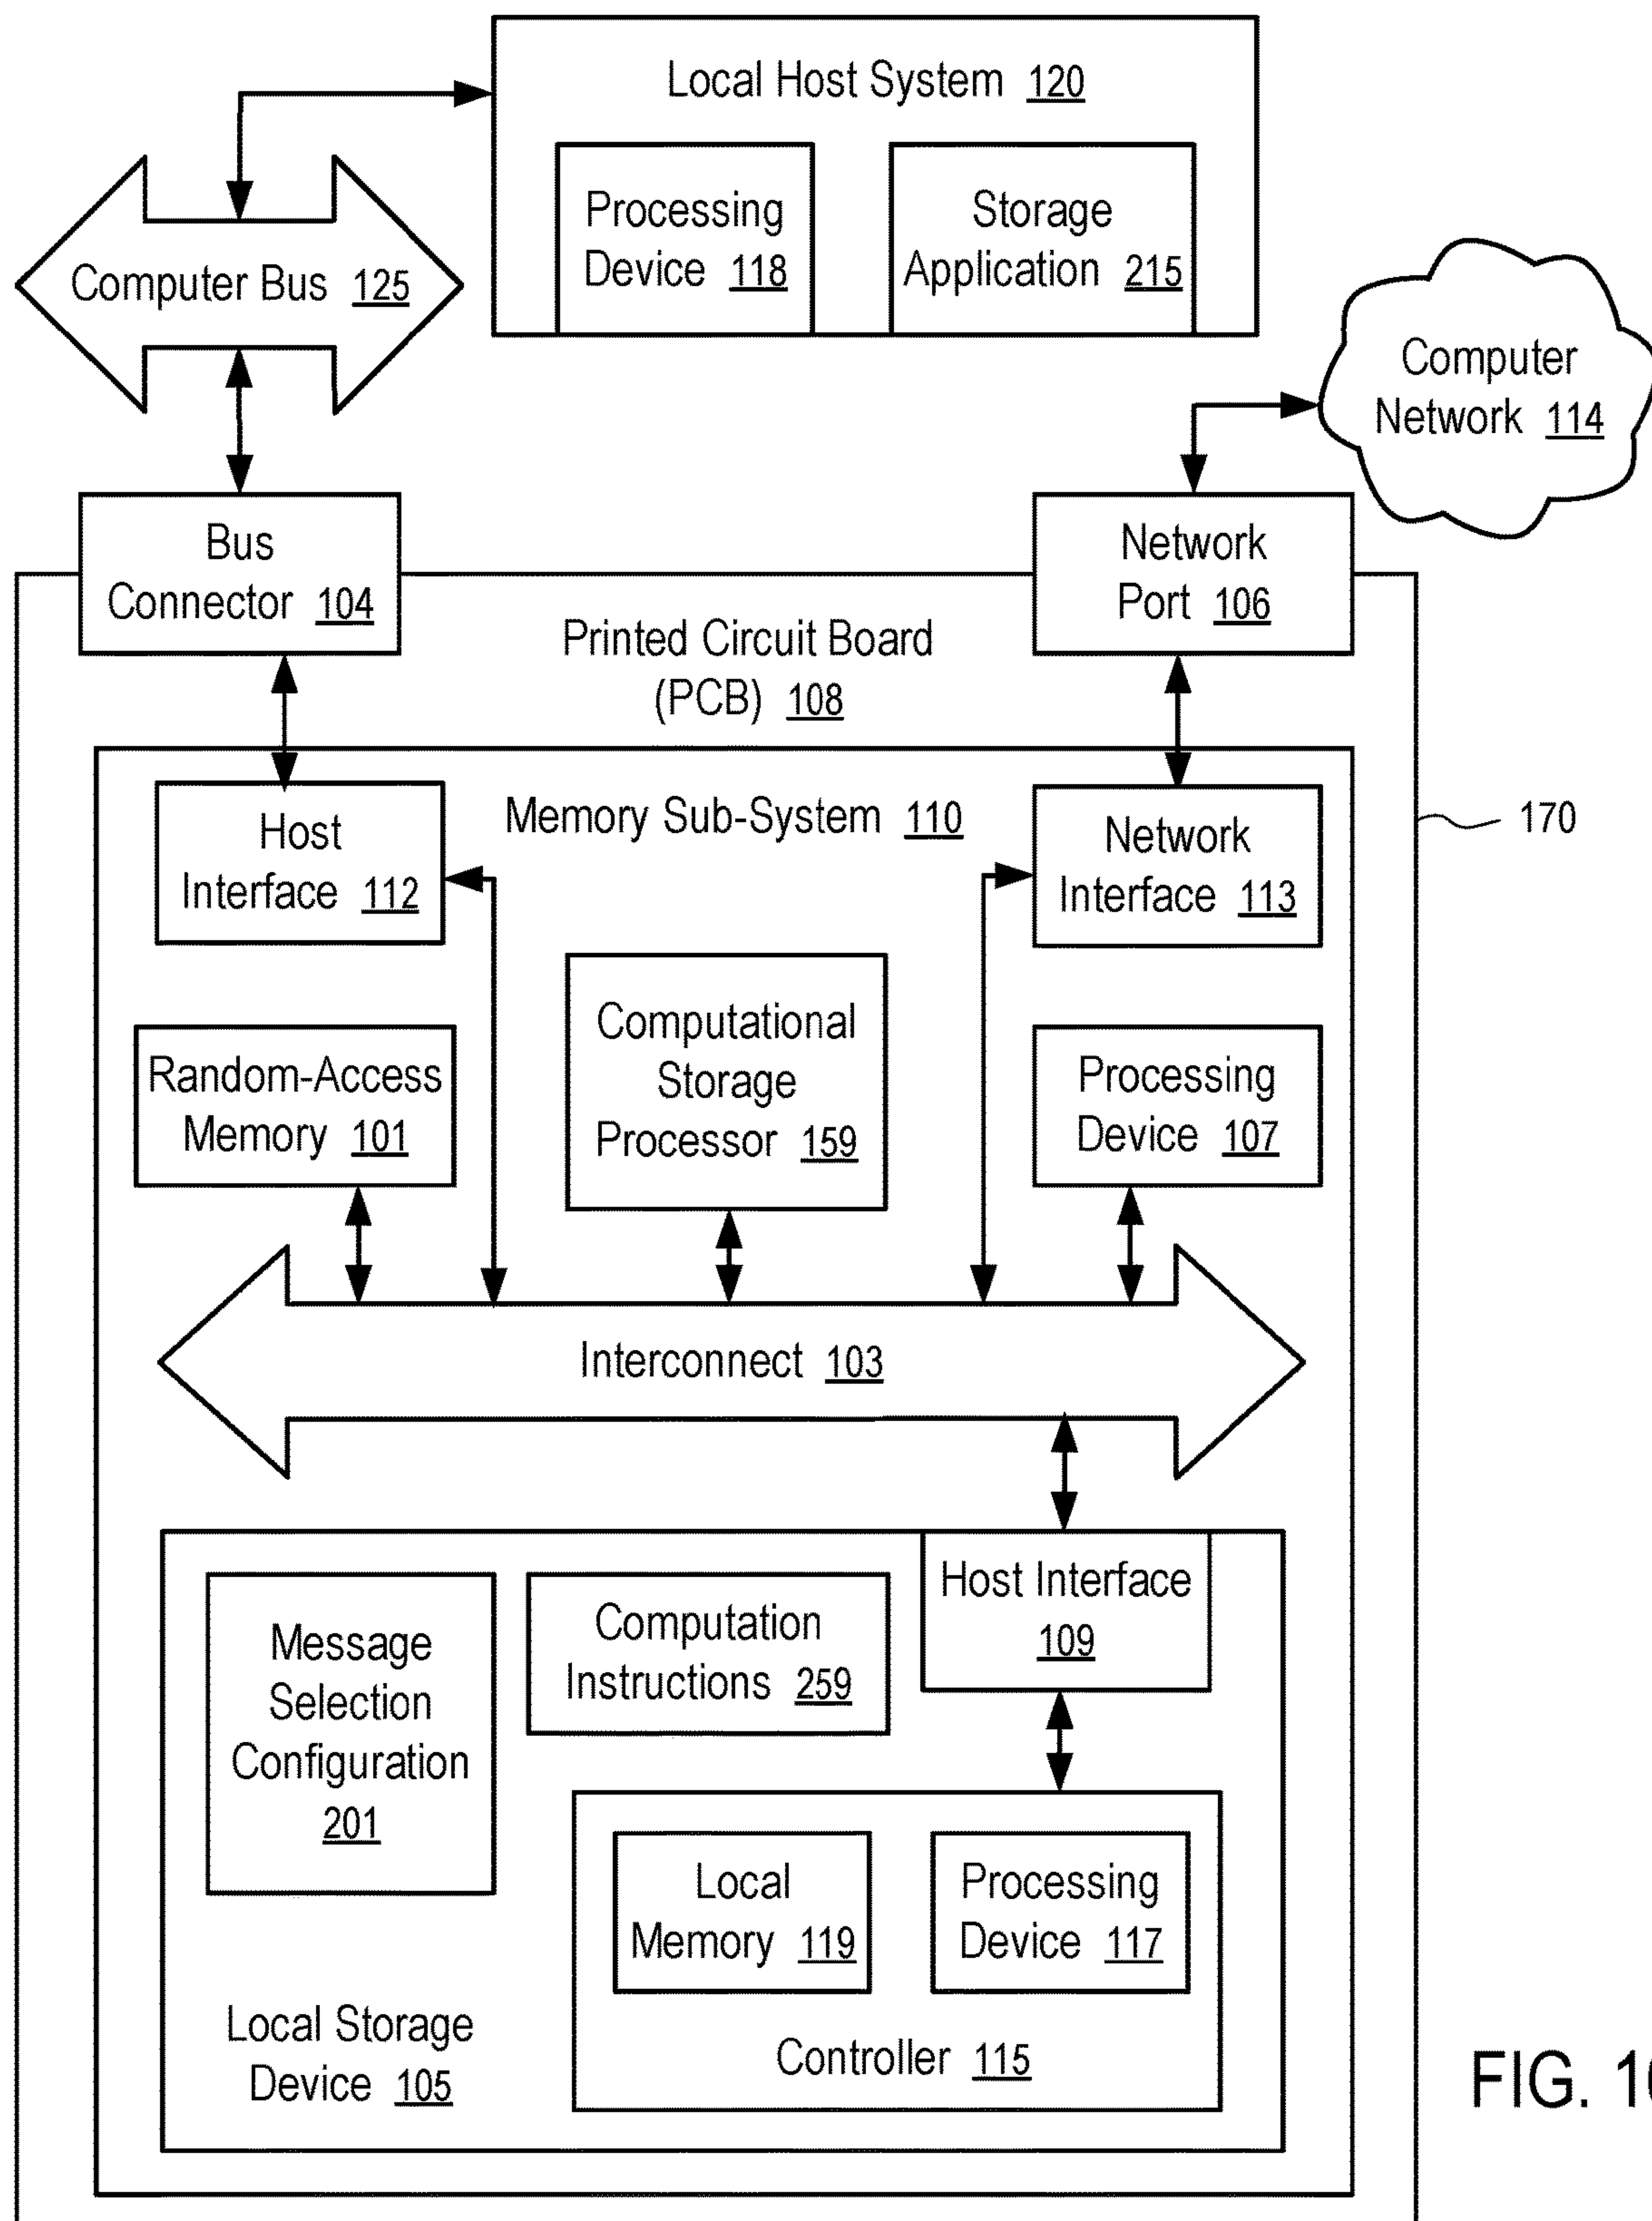 Local Host System 120
Processing
Device 118
Storage
Application 215
Computer Bus 125
Computer
Network 114
Bus
Connector 104
Network
Port 106
Printed Circuit Board
(PCB) 108
Host
Interface 112
Memory Sub-System 110
Network
Interface 113
170
Random-Access
Memory 101
Computational
Storage
Processor 159
Processing
Device 107
Interconnect 103
Message
Selection
Configuration
201
Computation
Instructions 259
Host Interface
109
Local
Memory 119
Processing
Device 117
Local Storage
Device 105
Controller 115
FIG.